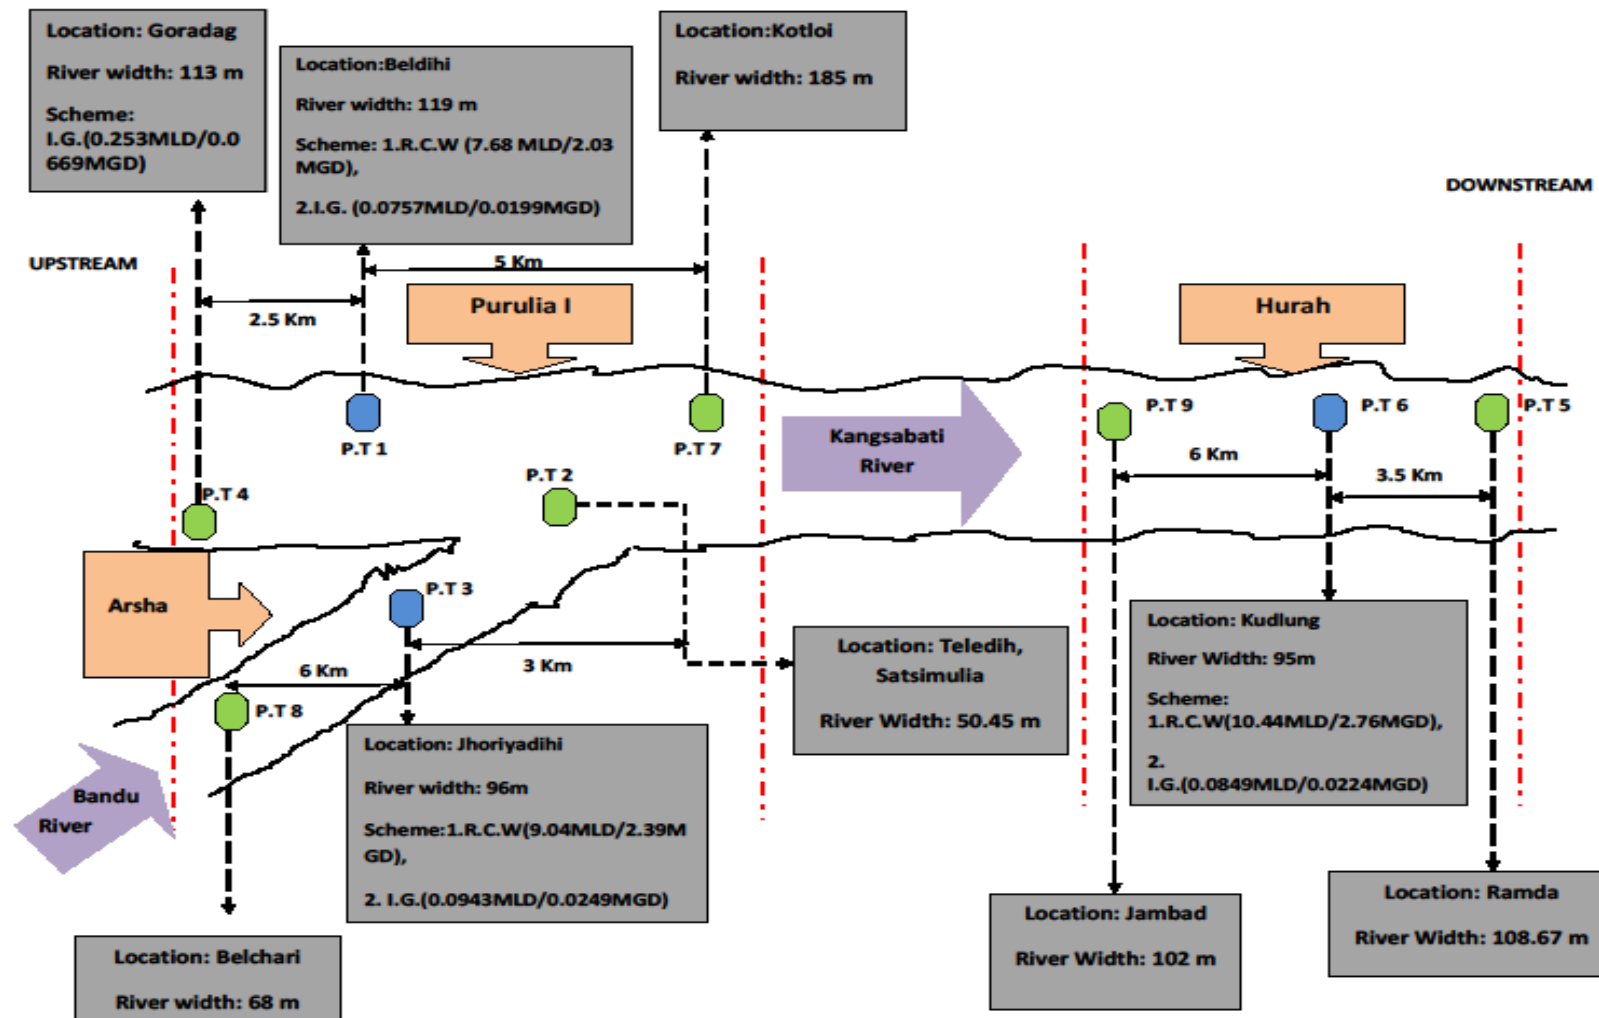 Location: Goradag
River width: 113 m
Scheme:
I.G.(0.253MLD/0.0
669MGD)
Location:Beldihi
River width: 119 m
Scheme: 1.R.C.W (7.68 MLD/2.03
MGD),
2.I.G. (0.0757MLD/0.0199MGD)
Location:Kotloi
River width: 185 m
DOWNSTREAM
UPSTREAM
5 Km
2.5 Km
Purulia I
Hurah
P.T 1
P.T 7
P.T 9
P.T 6
P.T 5
Kangsabati
River
6 Km
3.5 Km
P.T 4
P.T 2
Arsha
P.T 3
6 Km
3 Km
P.T 8
Location: Teledih,
Satsimulia
River Width: 50.45 m
Location: Kudlung
River Width: 95m
Scheme:
1.R.C.W(10.44MLD/2.76MGD),
2.
I.G.(0.0849MLD/0.0224MGD)
Bandu
River
Location: Jhoriyadihi
River width: 96m
Scheme:1.R.C.W(9.04MLD/2.39M
GD),
2. I.G.(0.0943MLD/0.0249MGD)
Location: Belchari
River width: 68 m
Location: Jambad
River Width: 102 m
Location: Ramda
River Width: 108.67 m